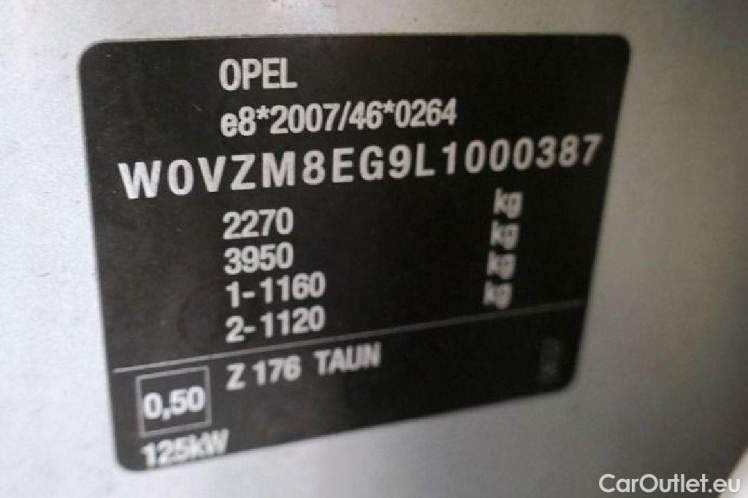 OPEL
e8*2007/46*0264
W0VZM8EG9L1000387
2270 kg
3950 kg
1-1160 kg
2-1120 kg
Z 176 TAUN
0,50
125kW
CarOutlet.eu